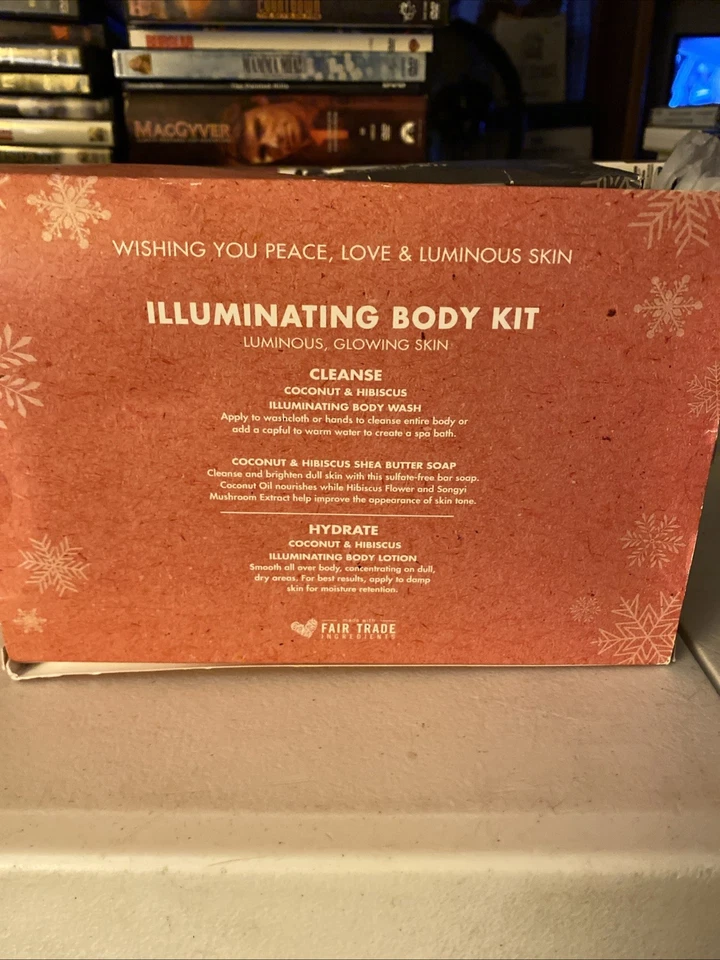 MAMMA MIA!
MACGYVER
WISHING YOU PEACE, LOVE & LUMINOUS SKIN
ILLUMINATING BODY KIT
LUMINOUS, GLOWING SKIN
CLEANSE
COCONUT & HIBISCUS
ILLUMINATING BODY WASH
Apply to washcloth or hands to cleanse entire body or
add a capful to warm water to create a spa bath.
COCONUT & HIBISCUS SHEA BUTTER SOAP
Cleanse and brighten dull skin with this sulfate-free bar soap.
Coconut Oil nourishes while Hibiscus Flower and Songyi
Mushroom Extract help improve the appearance of skin tone.
HYDRATE
COCONUT & HIBISCUS
ILLUMINATING BODY LOTION
Smooth all over body, concentrating on dull,
dry areas. For best results, apply to damp
skin for moisture retention.
made with
FAIR TRADE
INGREDIENTS